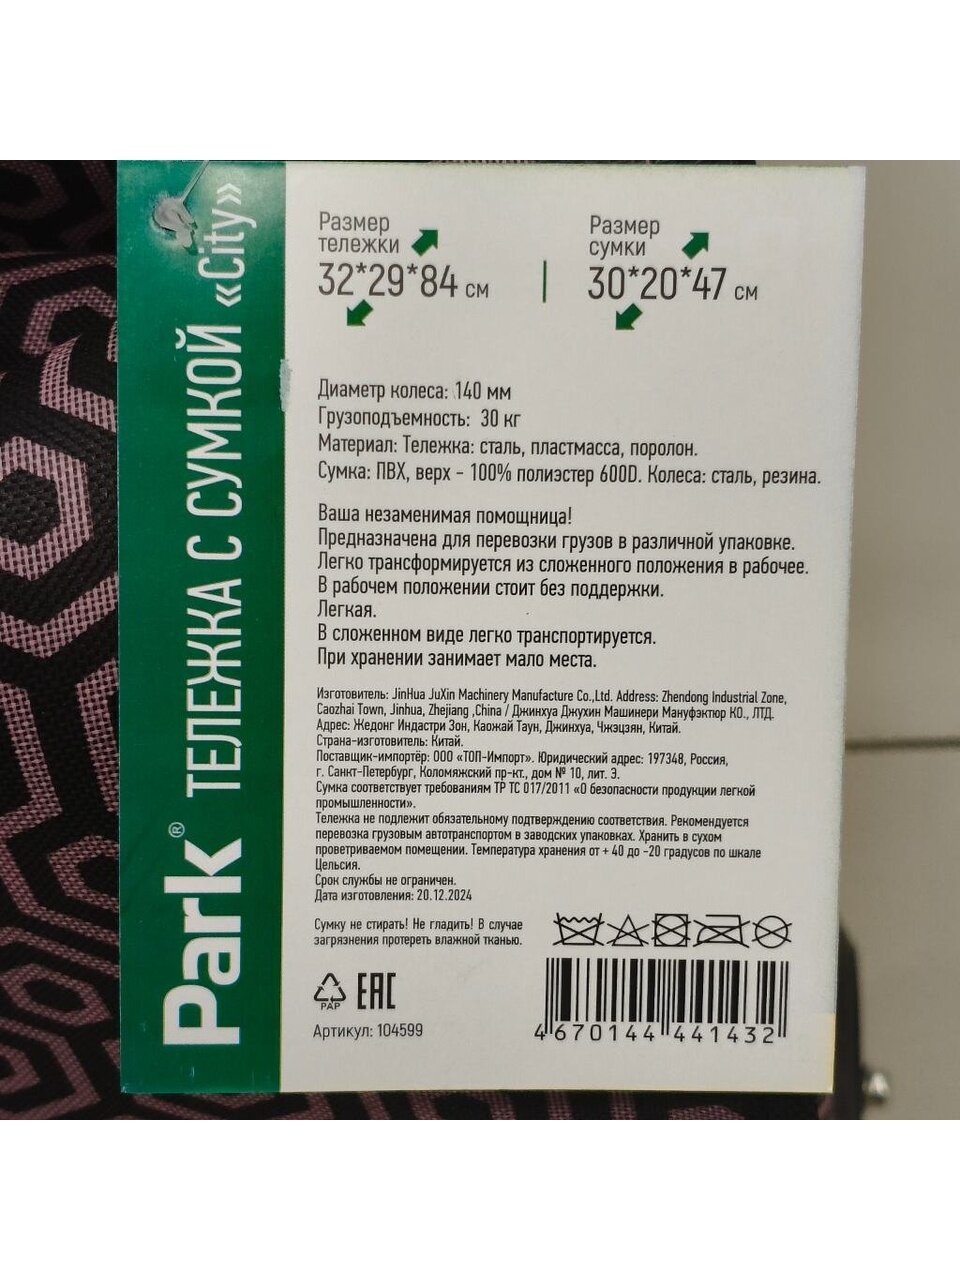 Park® ТЕЛЕЖКА С СУМКОЙ «City»
Размер
тележки
32*29*84 см
Размер
сумки
30*20*47 см
Диаметр колеса: 140 мм
Грузоподъемность: 30 кг
Материал: Тележка: сталь, пластмасса, поролон.
Сумка: ПВХ, верх – 100% полиэстер 600D. Колеса: сталь, резина.
Ваша незаменимая помощница!
Предназначена для перевозки грузов в различной упаковке.
Легко трансформируется из сложенного положения в рабочее.
В рабочем положении стоит без поддержки.
Легкая.
В сложенном виде легко транспортируется.
При хранении занимает мало места.
Изготовитель: JinHua JuXin Machinery Manufacture Co.,Ltd. Address: Zhendong Industrial Zone,
Caozhai Town, Jinhua, Zhejiang ,China / Джинхуа Джухин Машинери Мануфэктюр КО., ЛТД.
Адрес: Жедонг Индастри Зон, Каожай Таун, Джинхуа, Чжэцзян, Китай.
Страна-изготовитель: Китай.
Поставщик-импортёр: ООО «ТОП-Импорт». Юридический адрес: 197348, Россия,
г. Санкт-Петербург, Коломяжский пр-кт., дом № 10, лит. Э.
Сумка соответствует требованиям ТР ТС 017/2011 «О безопасности продукции легкой
промышленности».
Тележка не подлежит обязательному подтверждению соответствия. Рекомендуется
перевозка грузовым автотранспортом в заводских упаковках. Хранить в сухом
проветриваемом помещении. Температура хранения от + 40 до -20 градусов по шкале
Цельсия.
Срок службы не ограничен.
Дата изготовления: 20.12.2024
Сумку не стирать! Не гладить! В случае
загрязнения протереть влажной тканью.
PAP
EAC
Артикул: 104599
4 670144 441432